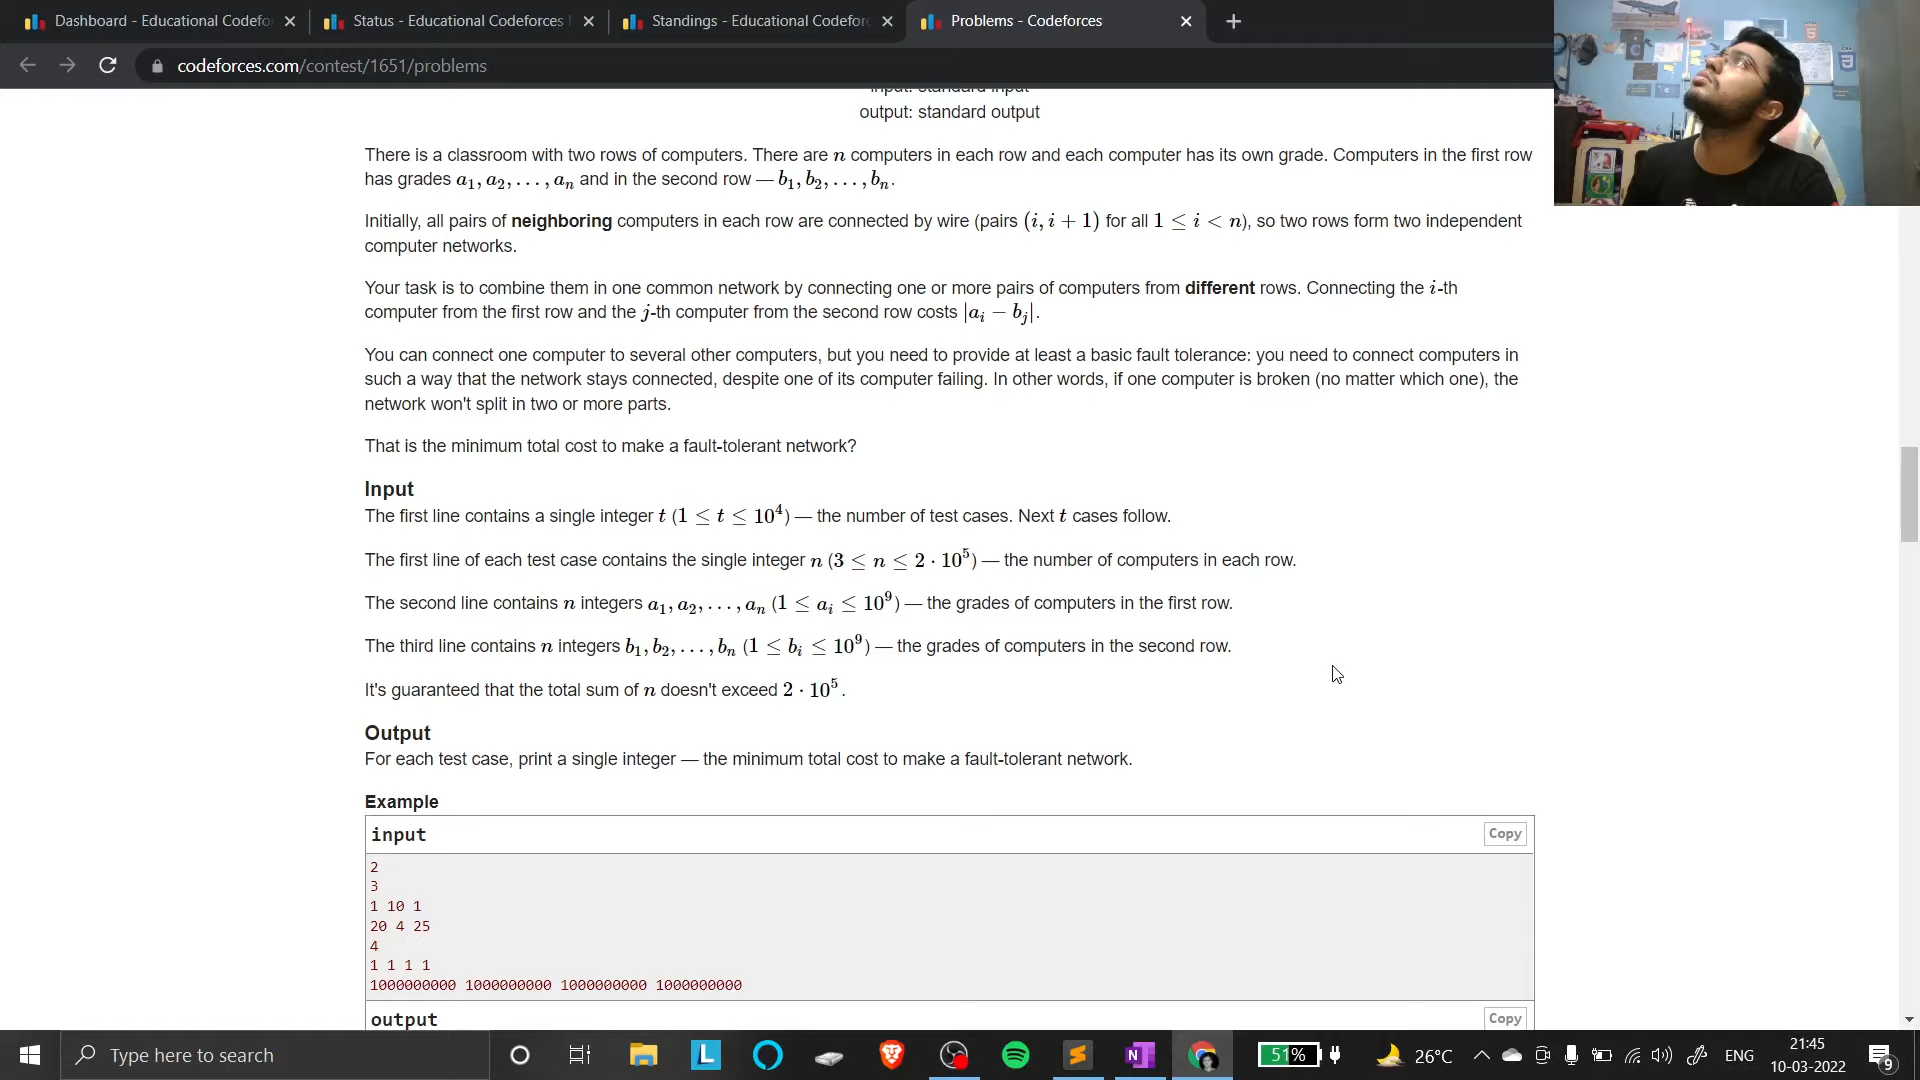 Dashboard - Educational Codefo
Status - Educational Codeforces
Standings - Educational Codefor
Problems - Codeforces
codeforces.com/contest/1651/problems
input: standard input
output: standard output
There is a classroom with two rows of computers. There are n computers in each row and each computer has its own grade. Computers in the first row
has grades a₁, a₂, . . . , aₙ and in the second row — b₁, b₂, . . . , bₙ.
Initially, all pairs of neighboring computers in each row are connected by wire (pairs (i, i + 1) for all 1 ≤ i < n), so two rows form two independent
computer networks.
Your task is to combine them in one common network by connecting one or more pairs of computers from different rows. Connecting the i-th
computer from the first row and the j-th computer from the second row costs |aᵢ − bⱼ|.
You can connect one computer to several other computers, but you need to provide at least a basic fault tolerance: you need to connect computers in
such a way that the network stays connected, despite one of its computer failing. In other words, if one computer is broken (no matter which one), the
network won't split in two or more parts.
That is the minimum total cost to make a fault-tolerant network?
Input
The first line contains a single integer t (1 ≤ t ≤ 10⁴) — the number of test cases. Next t cases follow.
The first line of each test case contains the single integer n (3 ≤ n ≤ 2 · 10⁵) — the number of computers in each row.
The second line contains n integers a₁, a₂, . . . , aₙ (1 ≤ aᵢ ≤ 10⁹) — the grades of computers in the first row.
The third line contains n integers b₁, b₂, . . . , bₙ (1 ≤ bᵢ ≤ 10⁹) — the grades of computers in the second row.
It's guaranteed that the total sum of n doesn't exceed 2 · 10⁵.
Output
For each test case, print a single integer — the minimum total cost to make a fault-tolerant network.
Example
input
Copy
2
3
1 10 1
20 4 25
4
1 1 1 1
1000000000 1000000000 1000000000 1000000000
output
Copy
Type here to search
L
N
51%
26°C
ENG
21:45
10-03-2022
9